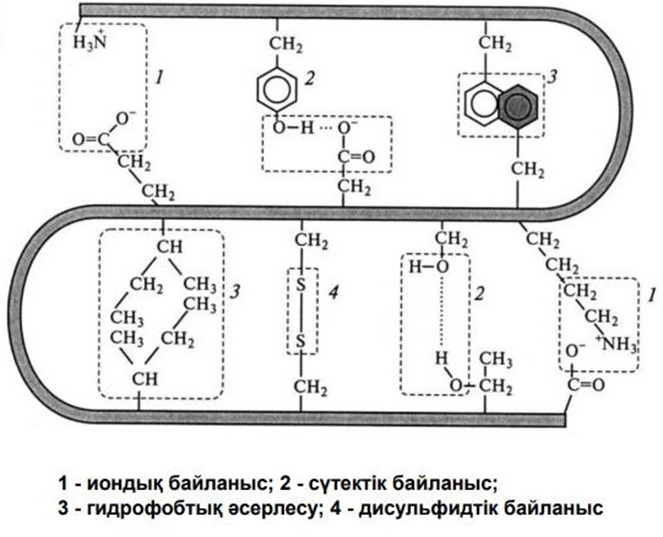 H₃N⁺
1
O⁻
O=C
CH₂
CH₂
CH₂
2
O–H ··· O⁻
C=O
CH₂
CH₂
3
CH₂
CH
CH₂
CH₃
CH₃
CH₃
CH₃
CH₂
CH
3
CH₂
S
S
CH₂
4
CH₂
H–O
2
H
O–CH₂
CH₃
CH₂
CH₂
CH₂
CH₂
⁺NH₃
1
O⁻
C=O
1 - иондық байланыс; 2 - сүтектік байланыс;
3 - гидрофобтық әсерлесу; 4 - дисульфидтік байланыс